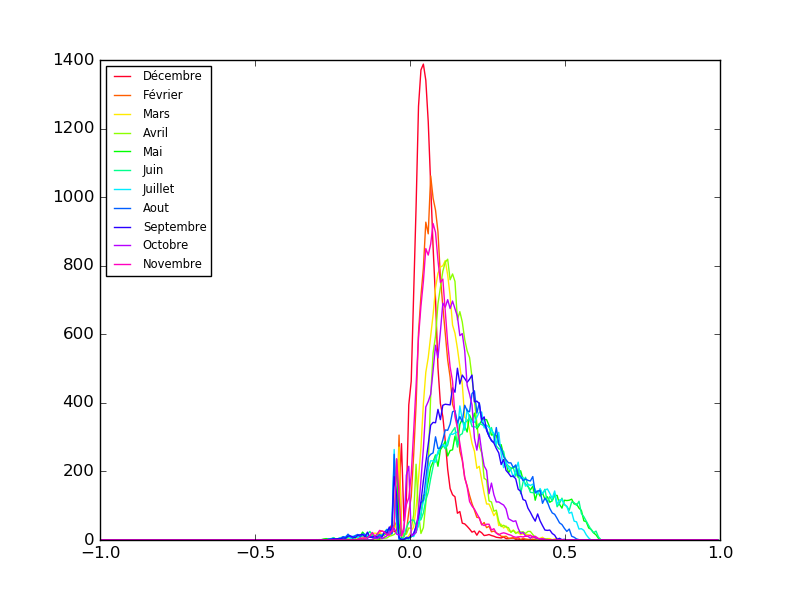 1400
1200
1000
800
600
400
200
0
−1.0
−0.5
0.0
0.5
1.0
Décembre
Février
Mars
Avril
Mai
Juin
Juillet
Aout
Septembre
Octobre
Novembre